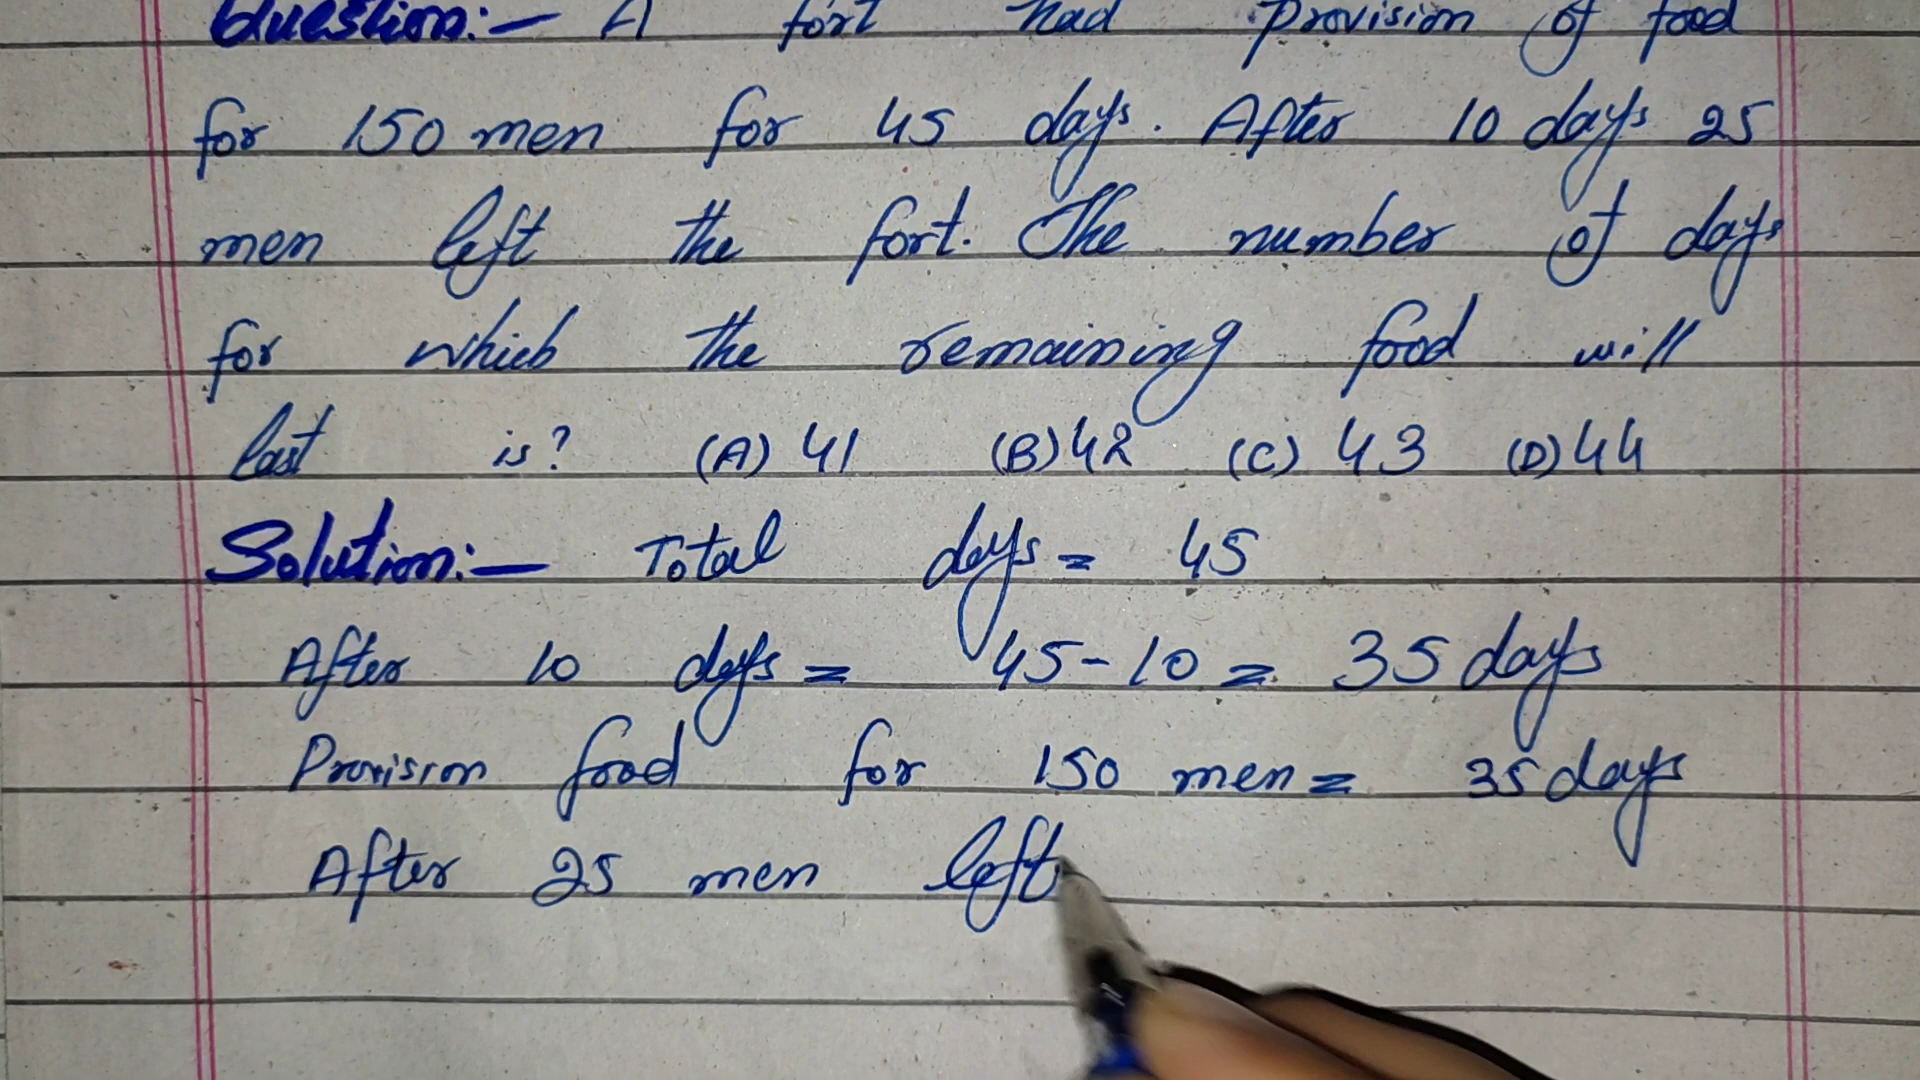 Question:- A fort had provision of food
for 150 men for 45 days. After 10 days 25
men left the fort. The number of days
for which the remaining food will
last is? (A) 41 (B) 42 (C) 43 (D) 44
Solution:- Total days = 45
After 10 days = 45-10 = 35 days
Provision food for 150 men = 35 days
After 25 men left